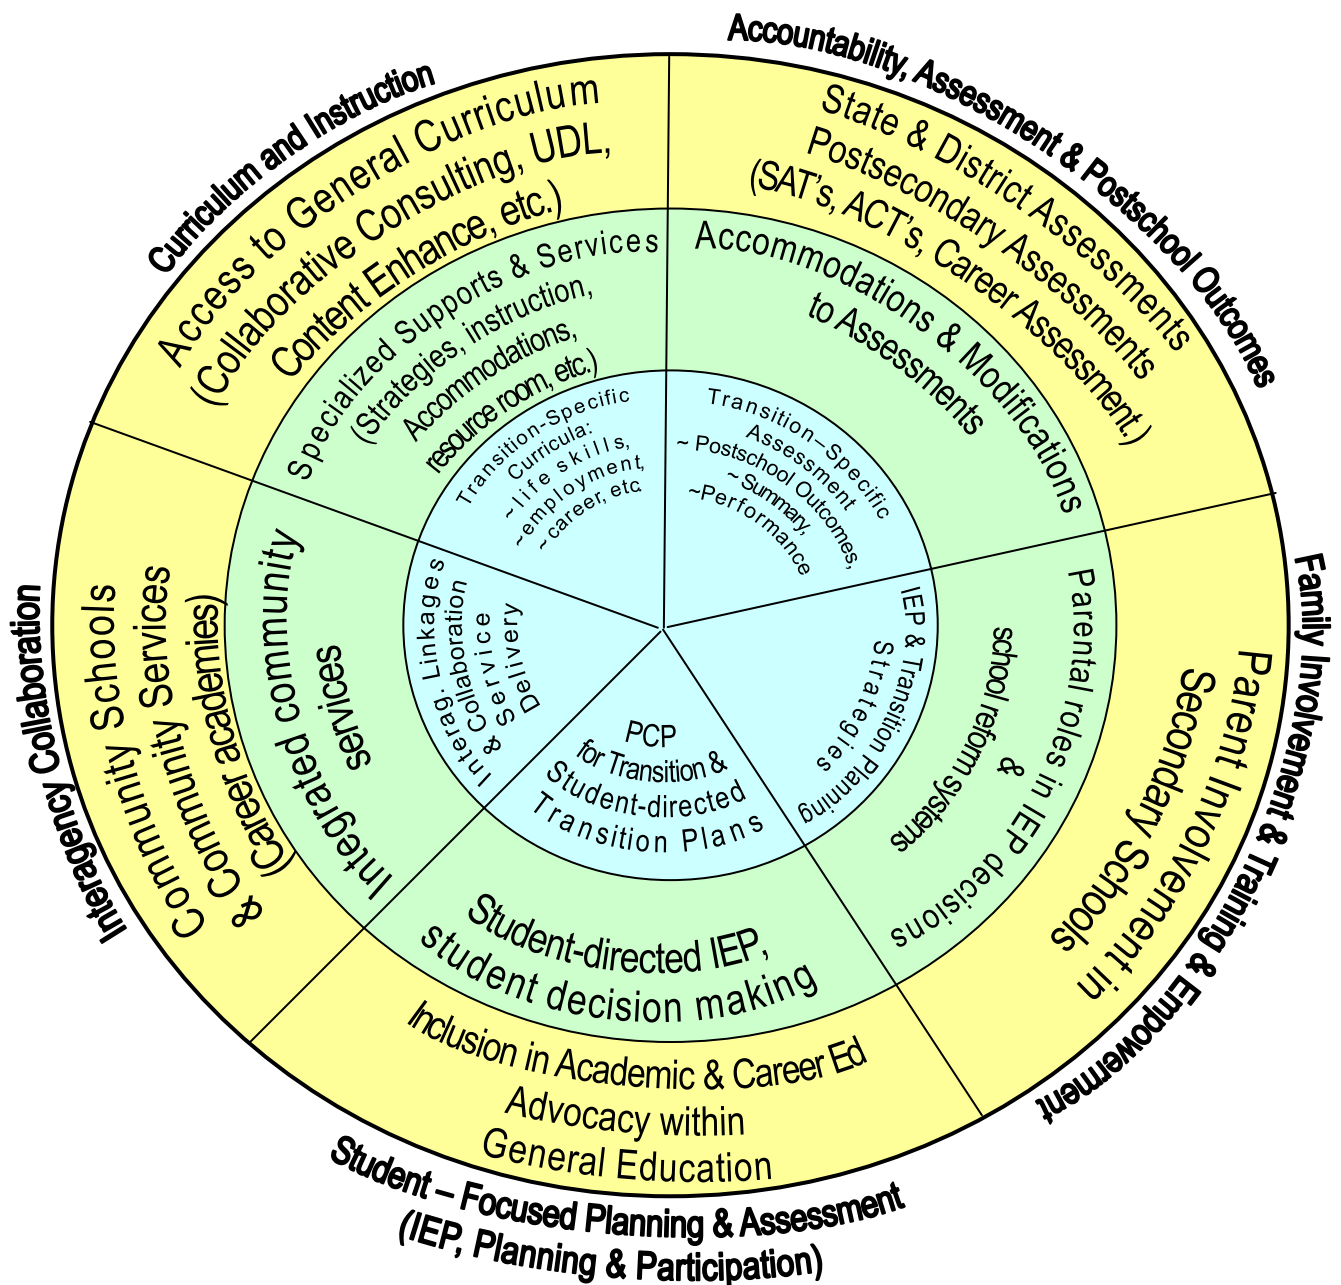 Curriculum and Instruction
Access to General Curriculum
(Collaborative Consulting, UDL,
Content Enhance, etc.)
Specialized Supports & Services
(Strategies, instruction,
Accommodations,
resource room, etc.)
Transition-Specific
Curricula:
~life skills,
~employment,
~career, etc.
Accountability, Assessment & Postschool Outcomes
State & District Assessments
Postsecondary Assessments
(SAT's, ACT's, Career Assessment.)
Accommodations & Modifications
to Assessments
Transition–Specific
Assessment
~ Postschool Outcomes,
~ Summary,
~Performance
Family Involvement & Training & Empowerment
Parent Involvement in
Secondary Schools
Parental roles in IEP decisions
&
school reform systems
IEP & Transition Planning
Strategies
Student – Focused Planning & Assessment
(IEP, Planning & Participation)
PCP
for Transition &
Student-directed
Transition Plans
Student-directed IEP,
student decision making
Inclusion in Academic & Career Ed
Advocacy within
General Education
Interagency Collaboration
Community Schools
& Community Services
(Career academies)
Integrated community
services
Interag. Linkages
& Collaboration
Service
Delivery